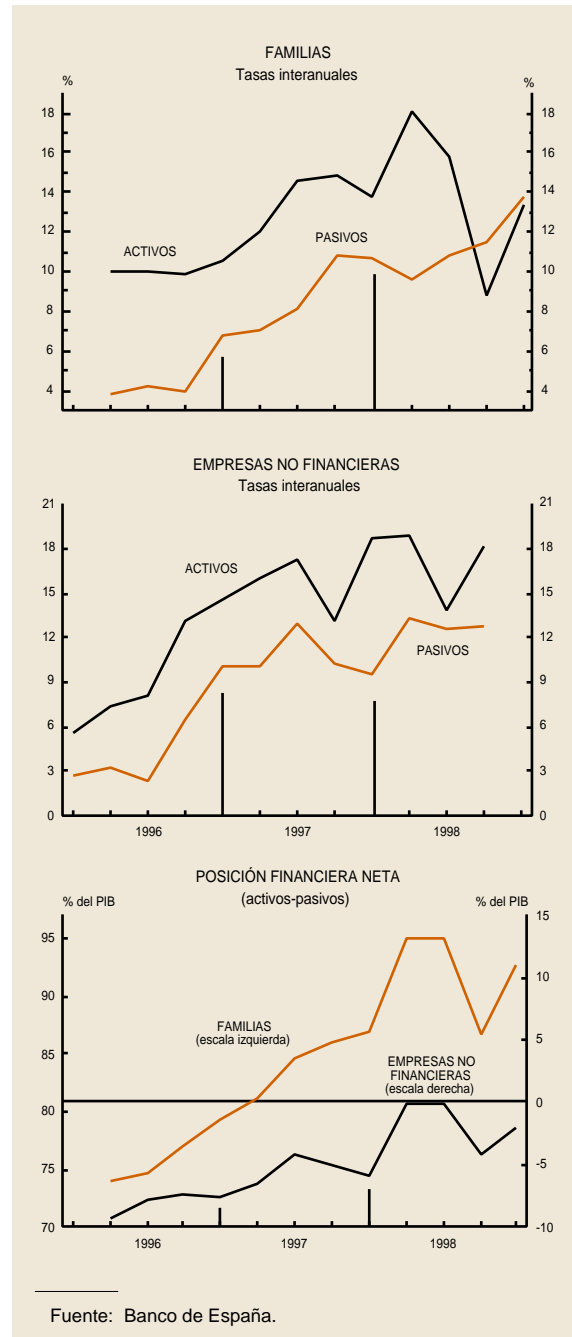 FAMILIAS
Tasas interanuales
% %
18 18
16 16
14 14
12 12
ACTIVOS
PASIVOS
10 10
8 8
6 6
4 4
EMPRESAS NO FINANCIERAS
Tasas interanuales
21 21
18 18
ACTIVOS
15 15
12 12
PASIVOS
9 9
6 6
3 3
0 0
1996 1997 1998
POSICIÓN FINANCIERA NETA
(activos-pasivos)
% del PIB % del PIB
15
95
10
90
FAMILIAS
(escala izquierda)
5
85
EMPRESAS NO
FINANCIERAS
(escala derecha)
0
80
75
-5
70 -10
1996 1997 1998
Fuente: Banco de España.